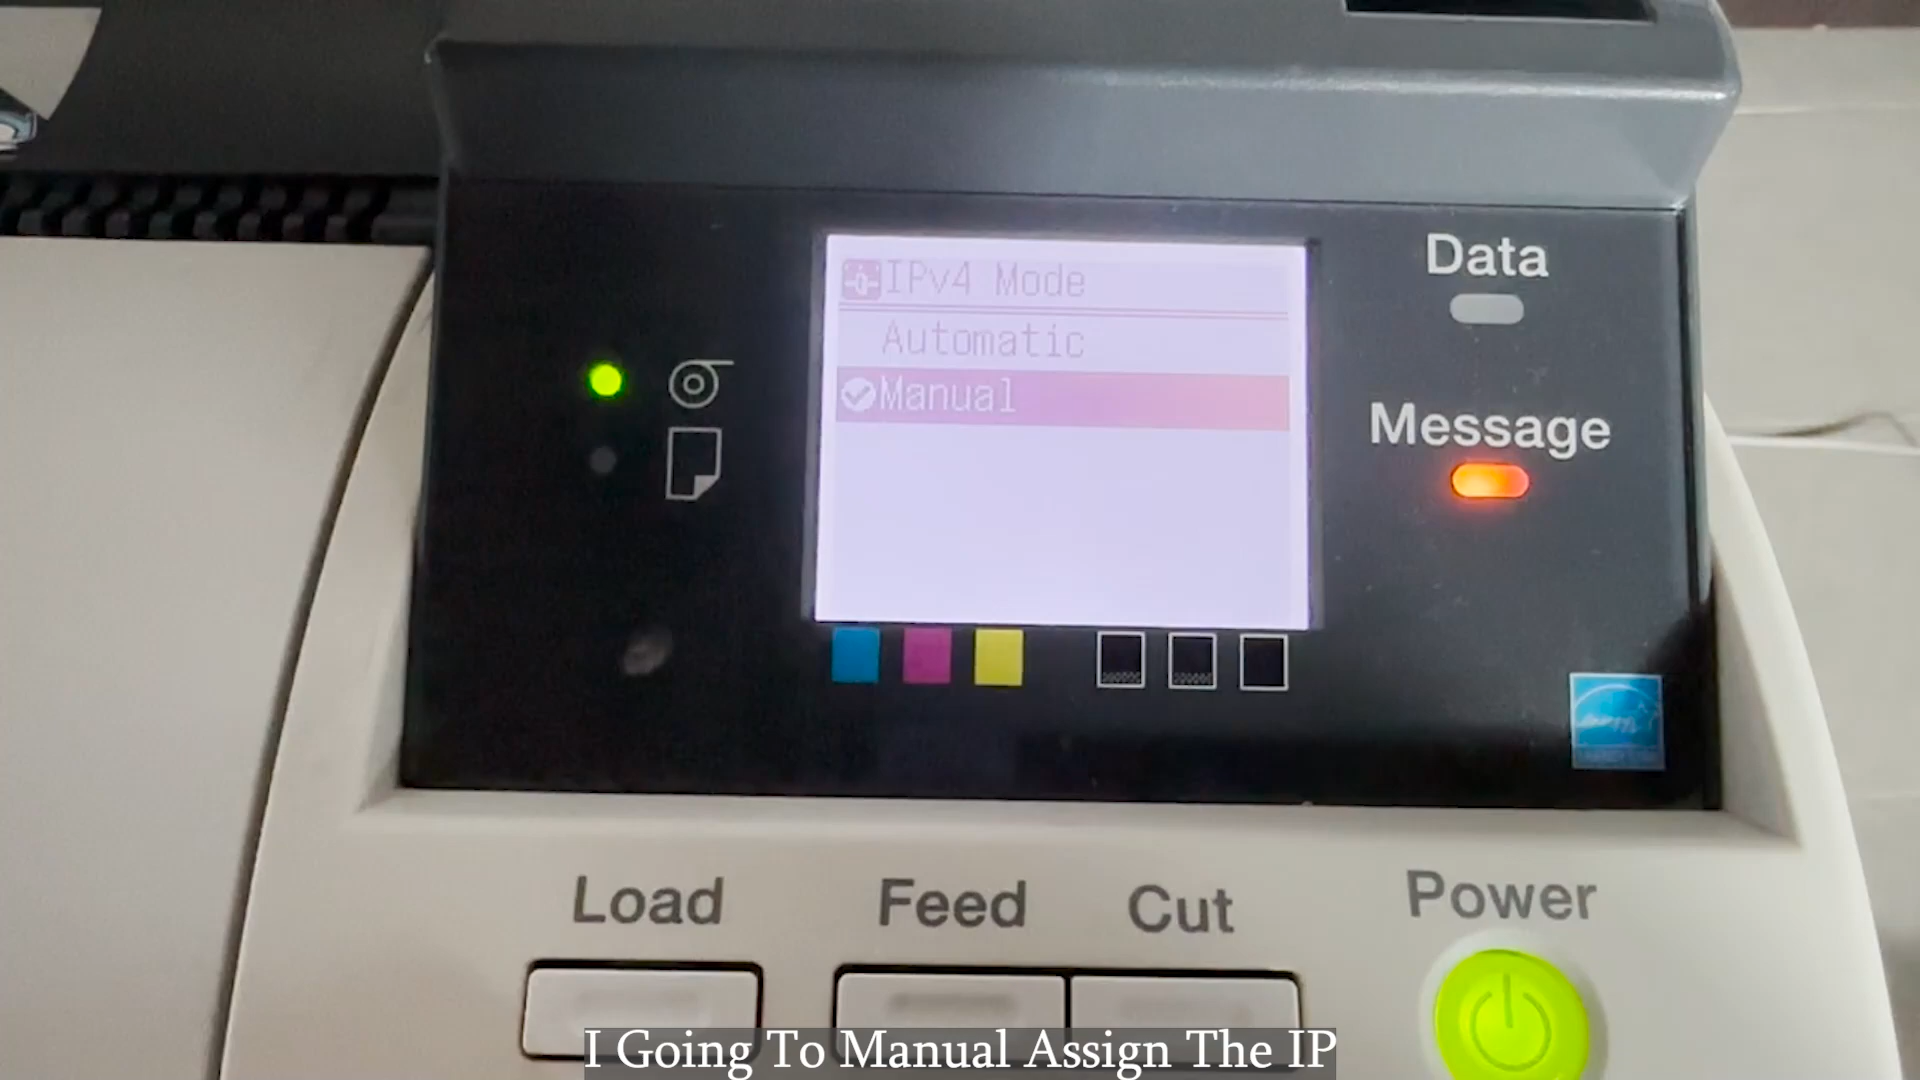 IPv4 Mode
Automatic
Manual
Data
Message
Load
Feed
Cut
Power
I Going To Manual Assign The IP